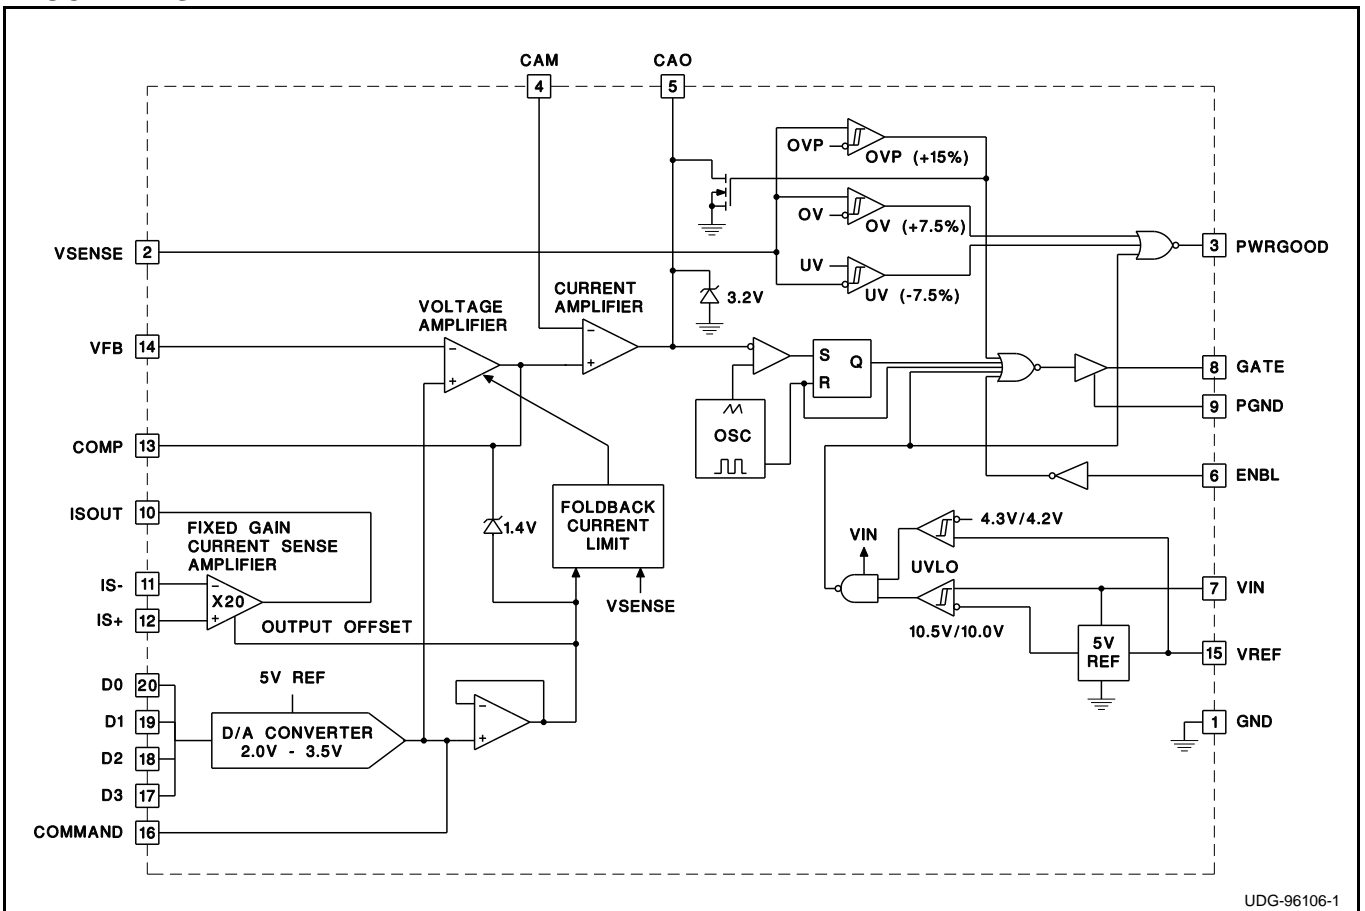 CAM
4
CAO
5
OVP
OVP (+15%)
OV
OV (+7.5%)
UV
UV (-7.5%)
VSENSE 2
3 PWRGOOD
3.2V
VOLTAGE
AMPLIFIER
-
+
CURRENT
AMPLIFIER
-
+
VFB 14
S
R
Q
8 GATE
9 PGND
OSC
COMP 13
6 ENBL
ISOUT 10
FIXED GAIN
CURRENT SENSE
AMPLIFIER
1.4V
FOLDBACK
CURRENT
LIMIT
VSENSE
IS- 11
IS+ 12
-
X20
+
OUTPUT OFFSET
VIN
4.3V/4.2V
UVLO
10.5V/10.0V
7 VIN
5V
REF
15 VREF
D0 20
D1 19
D2 18
D3 17
5V REF
D/A CONVERTER
2.0V - 3.5V
-
+
1 GND
COMMAND 16
UDG-96106-1